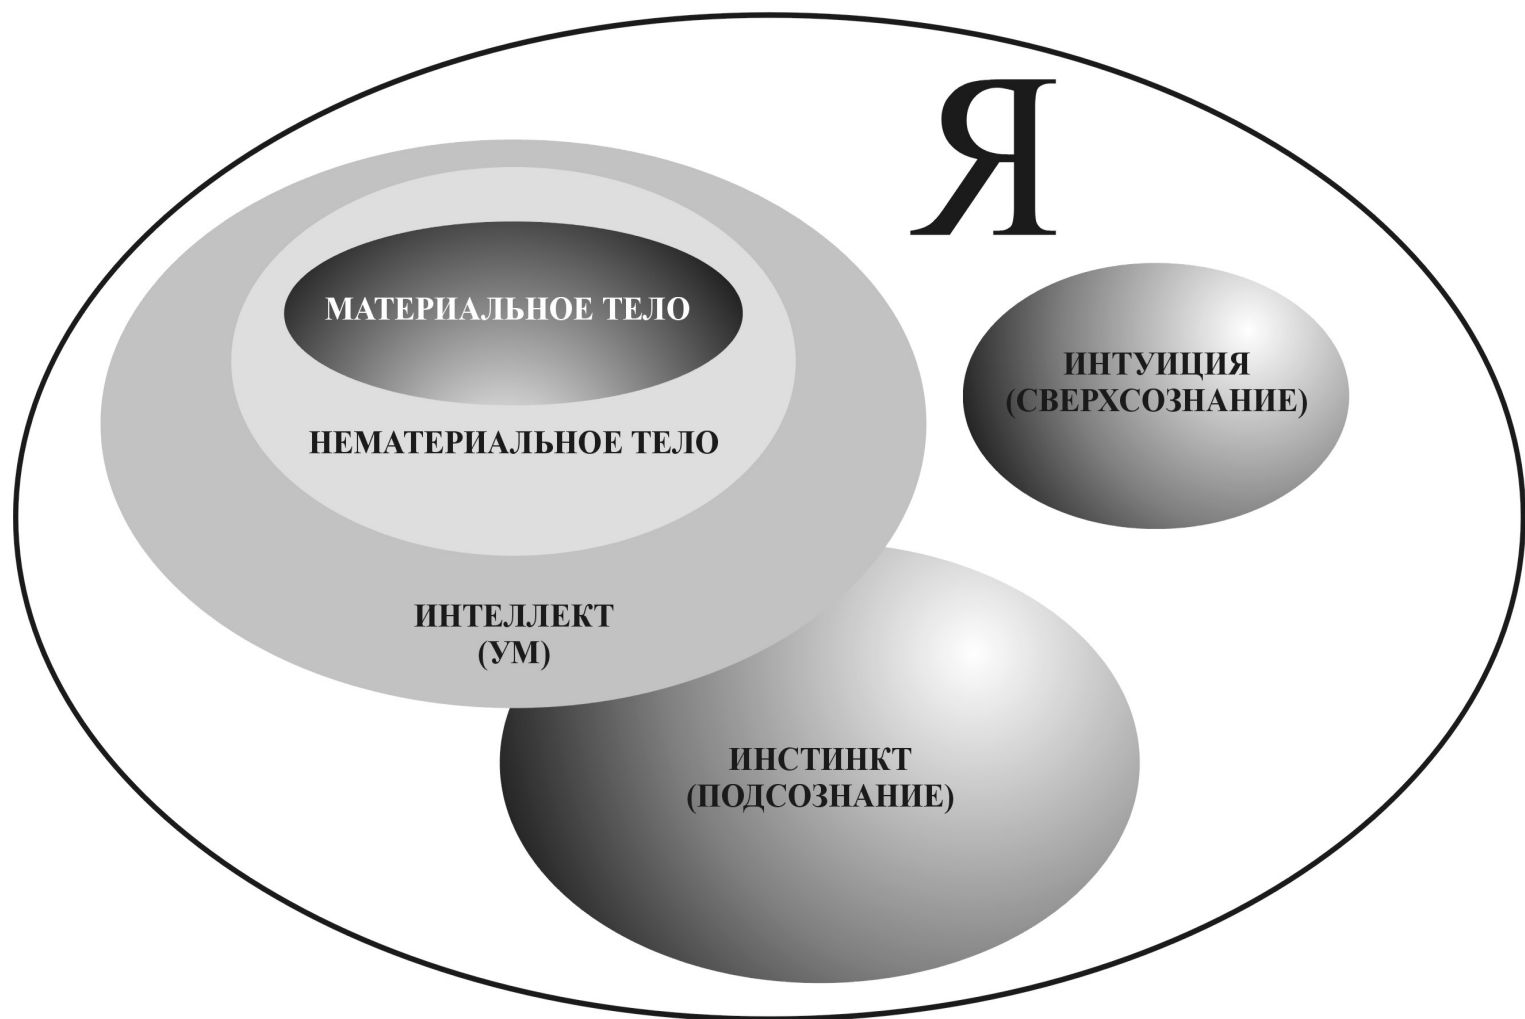 Я
МАТЕРИАЛЬНОЕ ТЕЛО
НЕМАТЕРИАЛЬНОЕ ТЕЛО
ИНТЕЛЛЕКТ
(УМ)
ИНТУИЦИЯ
(СВЕРХСОЗНАНИЕ)
ИНСТИНКТ
(ПОДСОЗНАНИЕ)